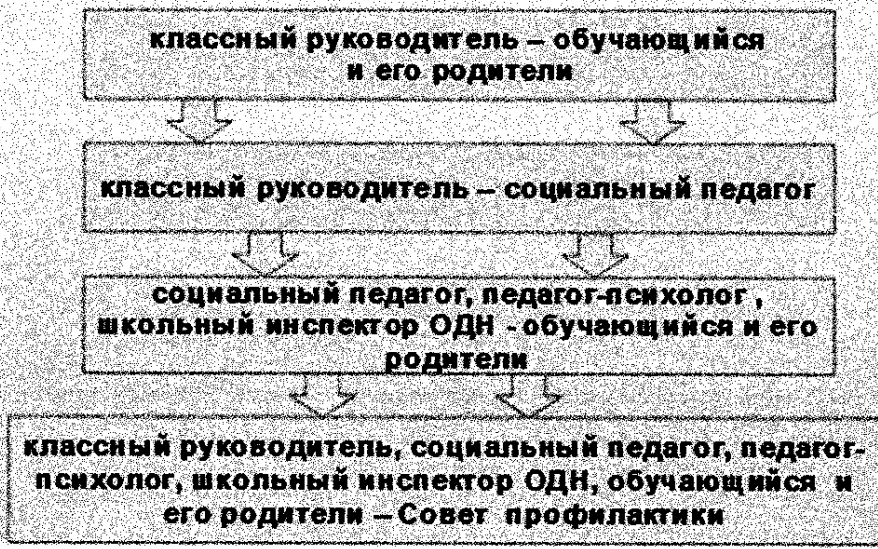 классный руководитель – обучающийся
и его родители
классный руководитель – социальный педагог
социальный педагог, педагог-психолог ,
школьный инспектор ОДН - обучающийся и его
родители
классный руководитель, социальный педагог, педагог-
психолог, школьный инспектор ОДН, обучающийся и
его родители – Совет профилактики